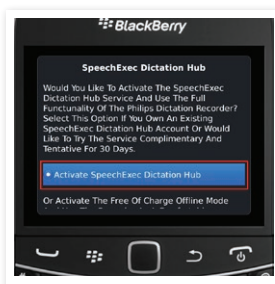 BlackBerry
SpeechExec Dictation Hub
Would You Like To Activate The SpeechExec
Dictation Hub Service And Use The Full
Functunality Of The Philips Dictation Recorder?
Select This Option If You Own An Existing
SpeechExec Dictation Hub Account Or Would
Like To Try The Service Complimentary And
Tentative For 30 Days.
• Activate SpeechExec Dictation Hub
Or Activate The Free Of Charge Offline Mode